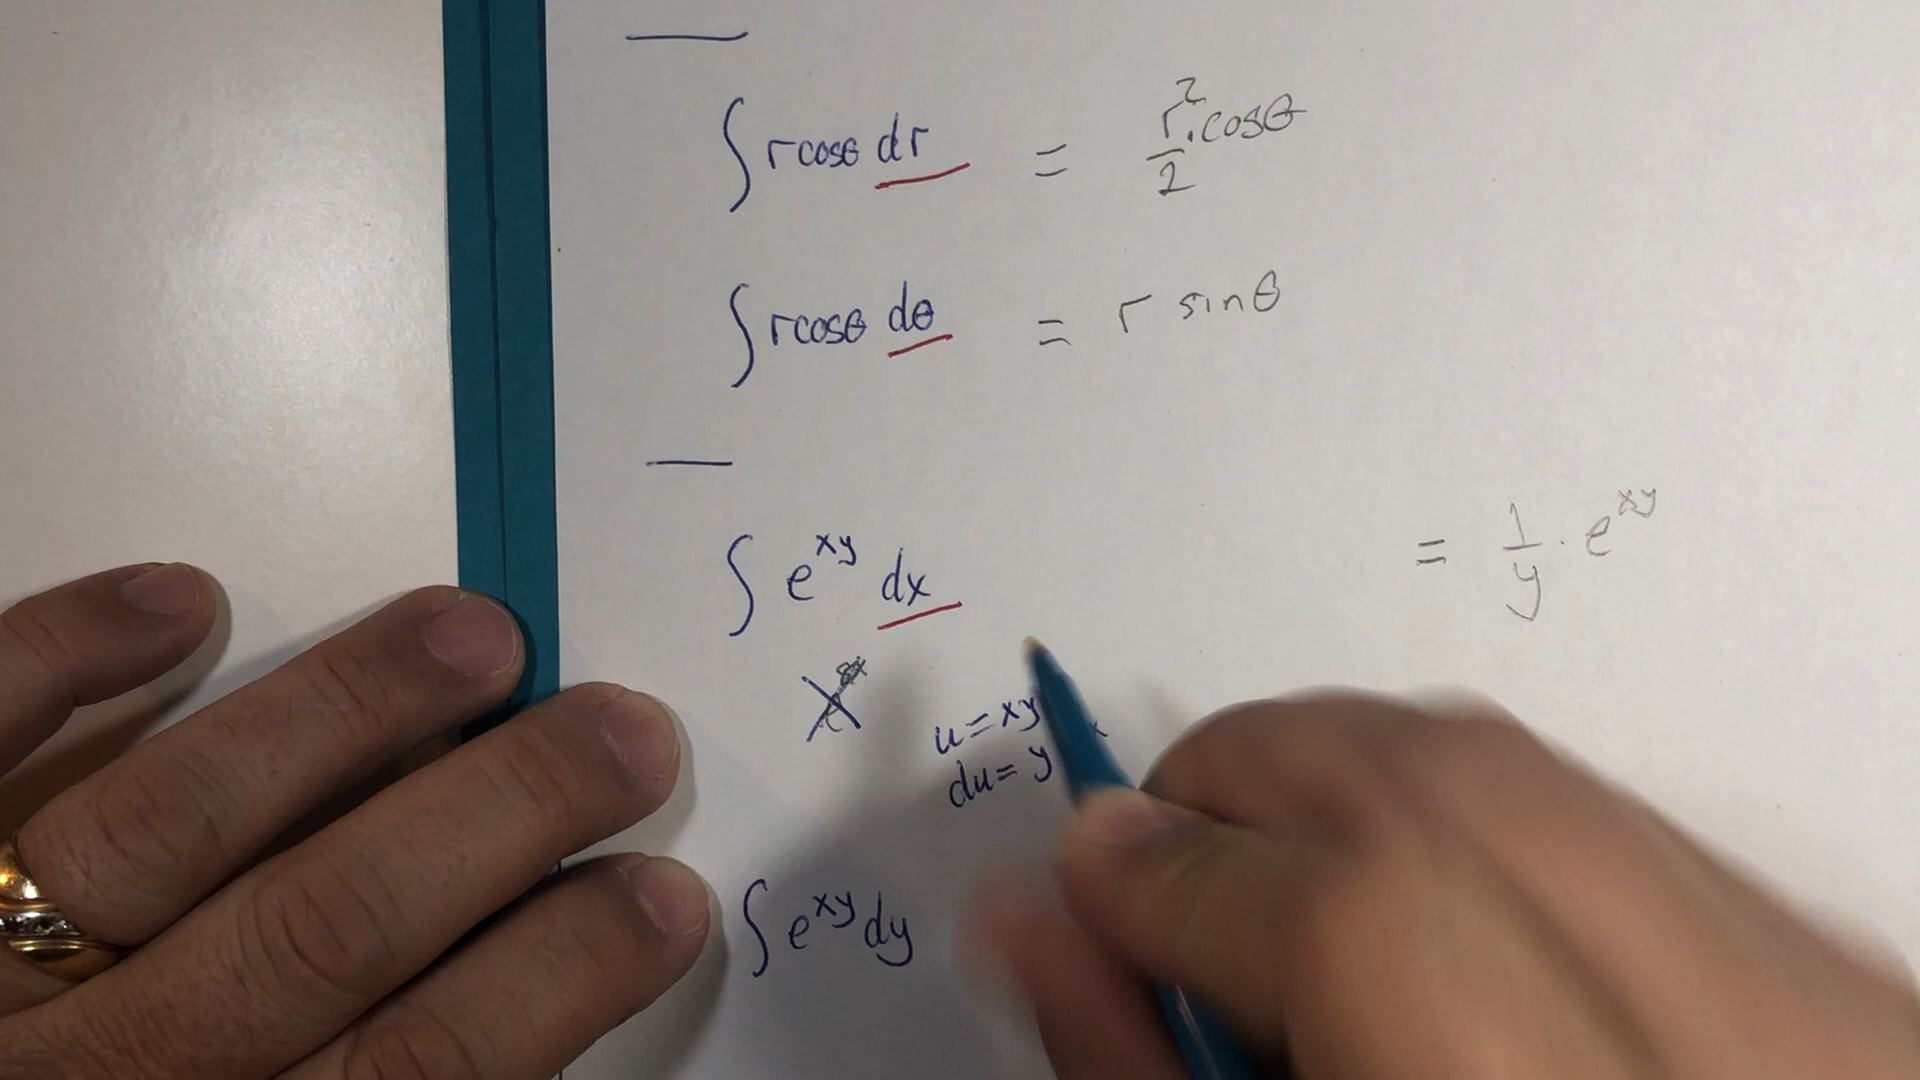 ∫ r cosθ dr = r²/2 · cosθ
∫ r cosθ dθ = r sinθ
∫ e^{xy} dx = 1/y · e^{xy}
u = xy
du = y
∫ e^{xy} dy